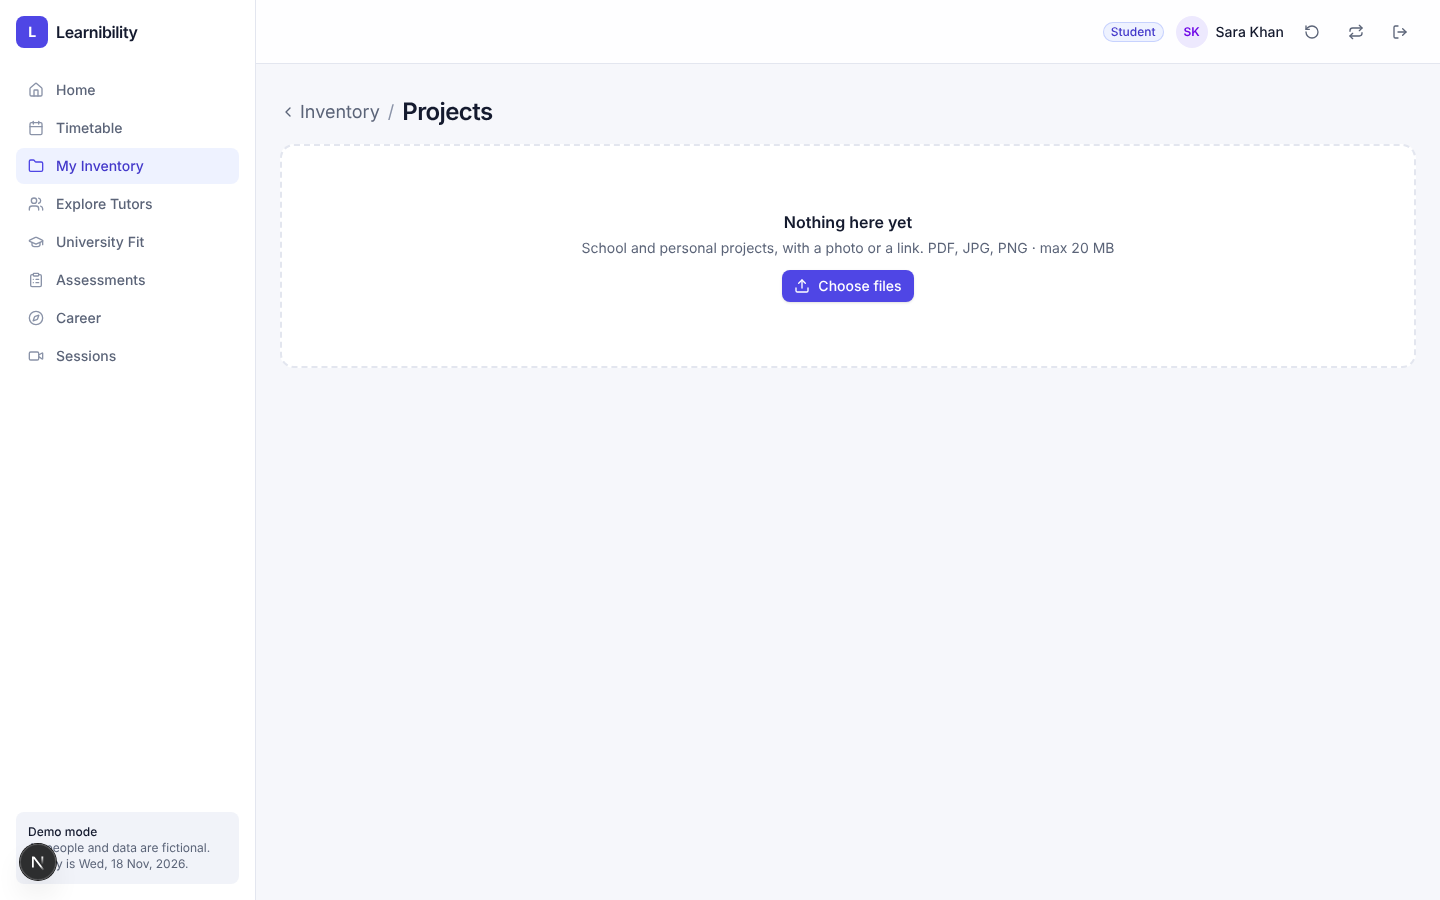 L Learnibility
Student SK Sara Khan
Home
Timetable
My Inventory
Explore Tutors
University Fit
Assessments
Career
Sessions
Inventory / Projects
Nothing here yet
School and personal projects, with a photo or a link. PDF, JPG, PNG · max 20 MB
Choose files
Demo mode
people and data are fictional.
is Wed, 18 Nov, 2026.
N